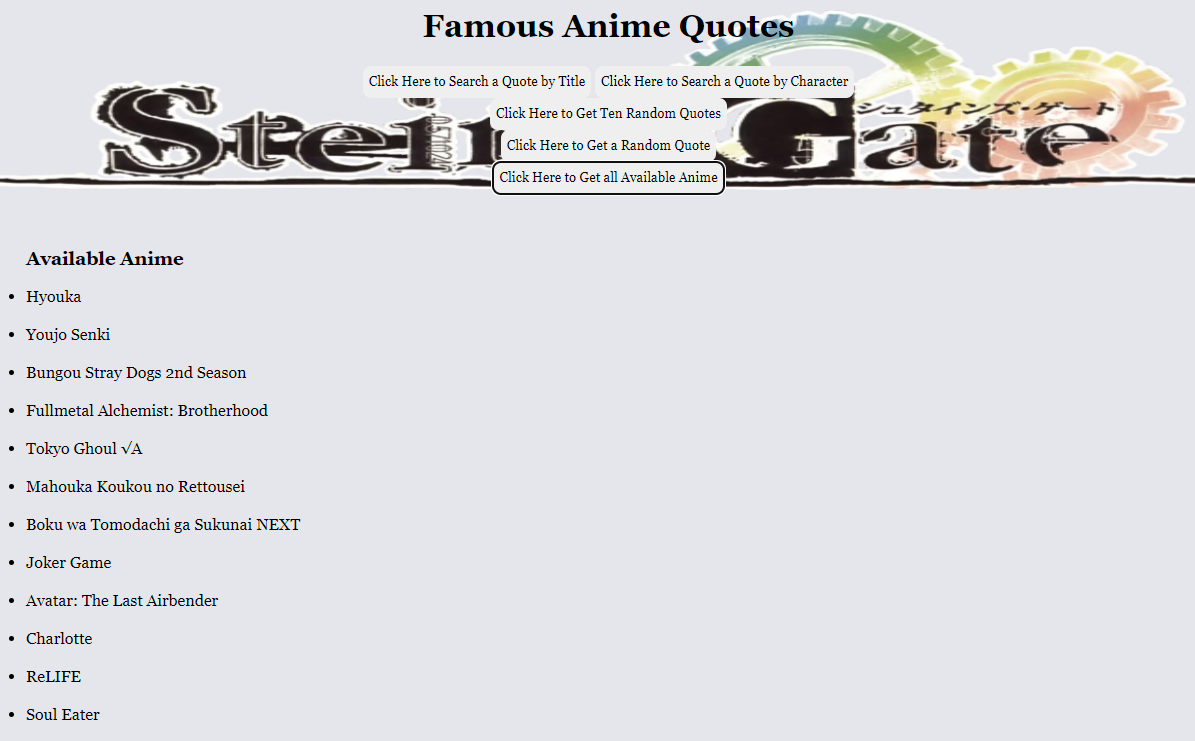 Famous Anime Quotes
Click Here to Search a Quote by Title Click Here to Search a Quote by Character
Click Here to Get Ten Random Quotes
Click Here to Get a Random Quote
Click Here to Get all Available Anime
Stei Gate
シュタインズ・ゲート
Available Anime
• Hyouka
• Youjo Senki
• Bungou Stray Dogs 2nd Season
• Fullmetal Alchemist: Brotherhood
• Tokyo Ghoul √A
• Mahouka Koukou no Rettousei
• Boku wa Tomodachi ga Sukunai NEXT
• Joker Game
• Avatar: The Last Airbender
• Charlotte
• ReLIFE
• Soul Eater